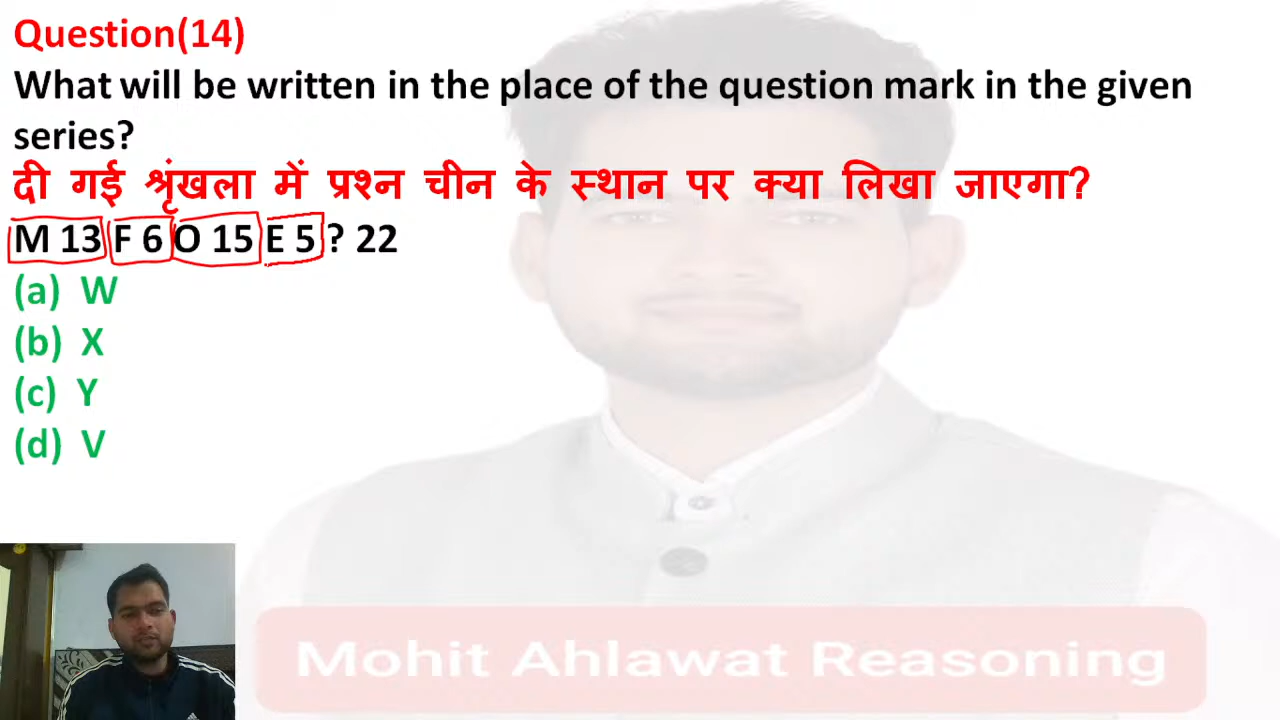 Question(14)
What will be written in the place of the question mark in the given
series?
दी गई श्रृंखला में प्रश्न चीन के स्थान पर क्या लिखा जाएगा?
M 13 F 6 O 15 E 5 ? 22
(a) W
(b) X
(c) Y
(d) V
Mohit Ahlawat Reasoning